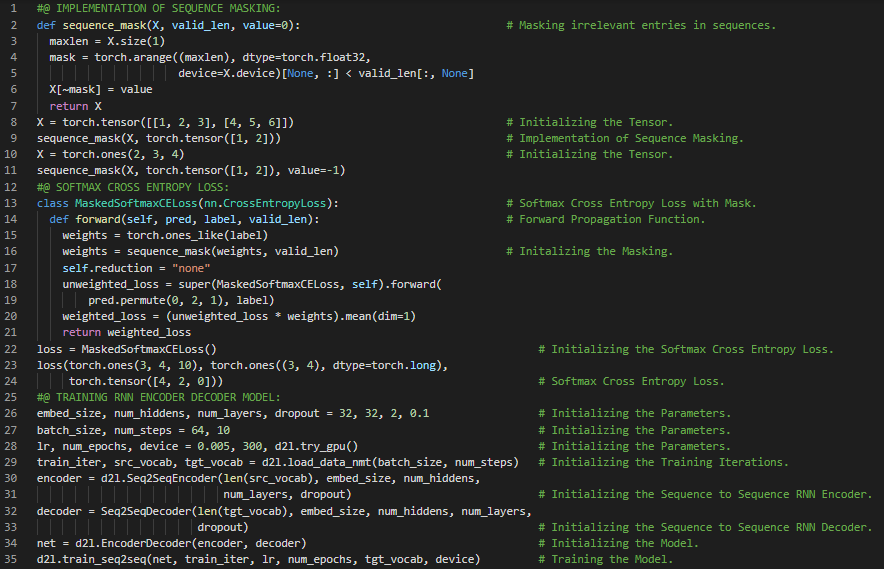 1 #@ IMPLEMENTATION OF SEQUENCE MASKING:
2 def sequence_mask(X, valid_len, value=0): # Masking irrelevant entries in sequences.
3 maxlen = X.size(1)
4 mask = torch.arange((maxlen), dtype=torch.float32,
5 device=X.device)[None, :] < valid_len[:, None]
6 X[~mask] = value
7 return X
8 X = torch.tensor([[1, 2, 3], [4, 5, 6]]) # Initializing the Tensor.
9 sequence_mask(X, torch.tensor([1, 2])) # Implementation of Sequence Masking.
10 X = torch.ones(2, 3, 4) # Initializing the Tensor.
11 sequence_mask(X, torch.tensor([1, 2]), value=-1)
12 #@ SOFTMAX CROSS ENTROPY LOSS:
13 class MaskedSoftmaxCELoss(nn.CrossEntropyLoss): # Softmax Cross Entropy Loss with Mask.
14 def forward(self, pred, label, valid_len): # Forward Propagation Function.
15 weights = torch.ones_like(label)
16 weights = sequence_mask(weights, valid_len) # Initalizing the Masking.
17 self.reduction = "none"
18 unweighted_loss = super(MaskedSoftmaxCELoss, self).forward(
19 pred.permute(0, 2, 1), label)
20 weighted_loss = (unweighted_loss * weights).mean(dim=1)
21 return weighted_loss
22 loss = MaskedSoftmaxCELoss() # Initializing the Softmax Cross Entropy Loss.
23 loss(torch.ones(3, 4, 10), torch.ones((3, 4), dtype=torch.long),
24 torch.tensor([4, 2, 0])) # Softmax Cross Entropy Loss.
25 #@ TRAINING RNN ENCODER DECODER MODEL:
26 embed_size, num_hiddens, num_layers, dropout = 32, 32, 2, 0.1 # Initializing the Parameters.
27 batch_size, num_steps = 64, 10 # Initializing the Parameters.
28 lr, num_epochs, device = 0.005, 300, d2l.try_gpu() # Initializing the Parameters.
29 train_iter, src_vocab, tgt_vocab = d2l.load_data_nmt(batch_size, num_steps) # Initializing the Training Iterations.
30 encoder = d2l.Seq2SeqEncoder(len(src_vocab), embed_size, num_hiddens,
31 num_layers, dropout) # Initializing the Sequence to Sequence RNN Encoder.
32 decoder = Seq2SeqDecoder(len(tgt_vocab), embed_size, num_hiddens, num_layers,
33 dropout) # Initializing the Sequence to Sequence RNN Decoder.
34 net = d2l.EncoderDecoder(encoder, decoder) # Initializing the Model.
35 d2l.train_seq2seq(net, train_iter, lr, num_epochs, tgt_vocab, device) # Training the Model.